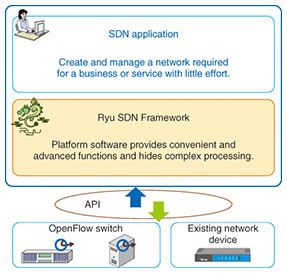 SDN application
Create and manage a network required
for a business or service with little effort.
Ryu SDN Framework
Platform software provides convenient and
advanced functions and hides complex processing.
API
OpenFlow switch
Existing network
device